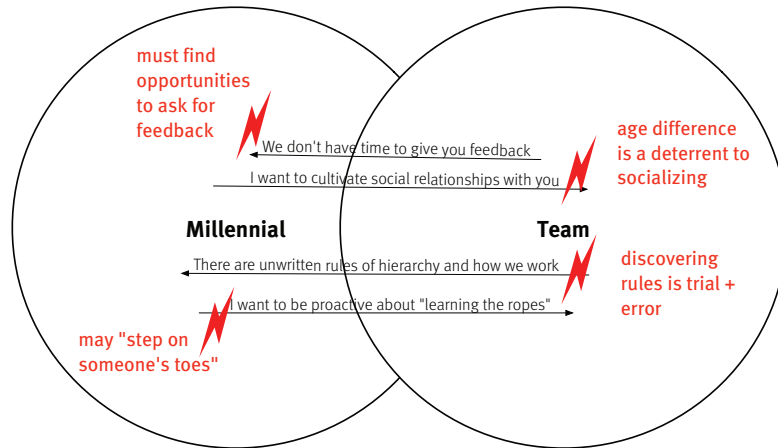 must find
opportunities
to ask for
feedback
We don't have time to give you feedback
age difference
is a deterrent to
socializing
I want to cultivate social relationships with you
Millennial
Team
There are unwritten rules of hierarchy and how we work
discovering
rules is trial +
error
I want to be proactive about "learning the ropes"
may "step on
someone's toes"